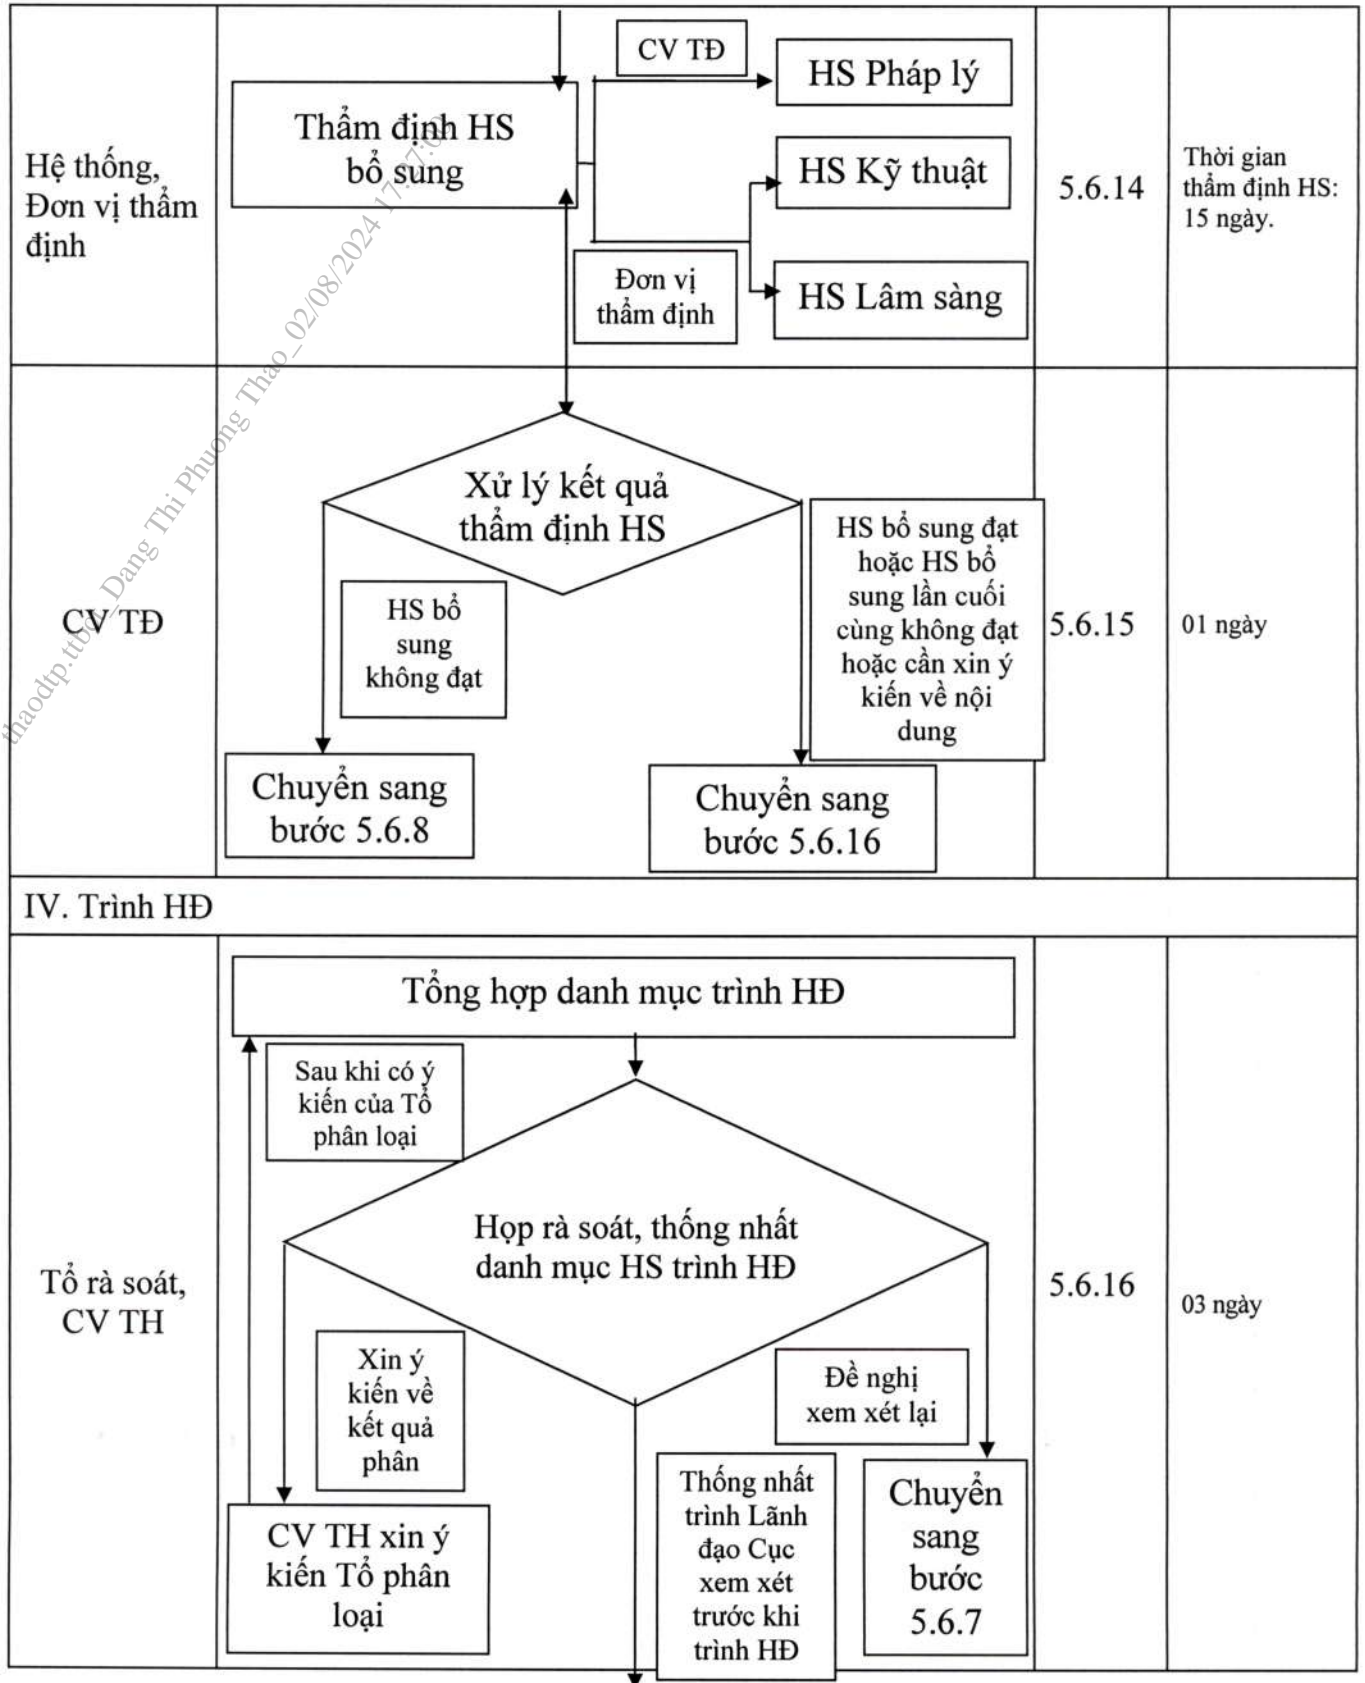 Hệ thống,
Đơn vị thẩm
định
Thẩm định HS
bổ sung
CV TĐ
HS Pháp lý
HS Kỹ thuật
Đơn vị
thẩm định
HS Lâm sàng
5.6.14
Thời gian
thẩm định HS:
15 ngày.
CV TĐ
Xử lý kết quả
thẩm định HS
HS bổ
sung
không đạt
HS bổ sung đạt
hoặc HS bổ
sung lần cuối
cùng không đạt
hoặc cần xin ý
kiến về nội
dung
Chuyển sang
bước 5.6.8
Chuyển sang
bước 5.6.16
5.6.15
01 ngày
IV. Trình HĐ
Tổ rà soát,
CV TH
Tổng hợp danh mục trình HĐ
Sau khi có ý
kiến của Tổ
phân loại
Họp rà soát, thống nhất
danh mục HS trình HĐ
Xin ý
kiến về
kết quả
phân
Đề nghị
xem xét lại
CV TH xin ý
kiến Tổ phân
loại
Thống nhất
trình Lãnh
đạo Cục
xem xét
trước khi
trình HĐ
Chuyển
sang
bước
5.6.7
5.6.16
03 ngày